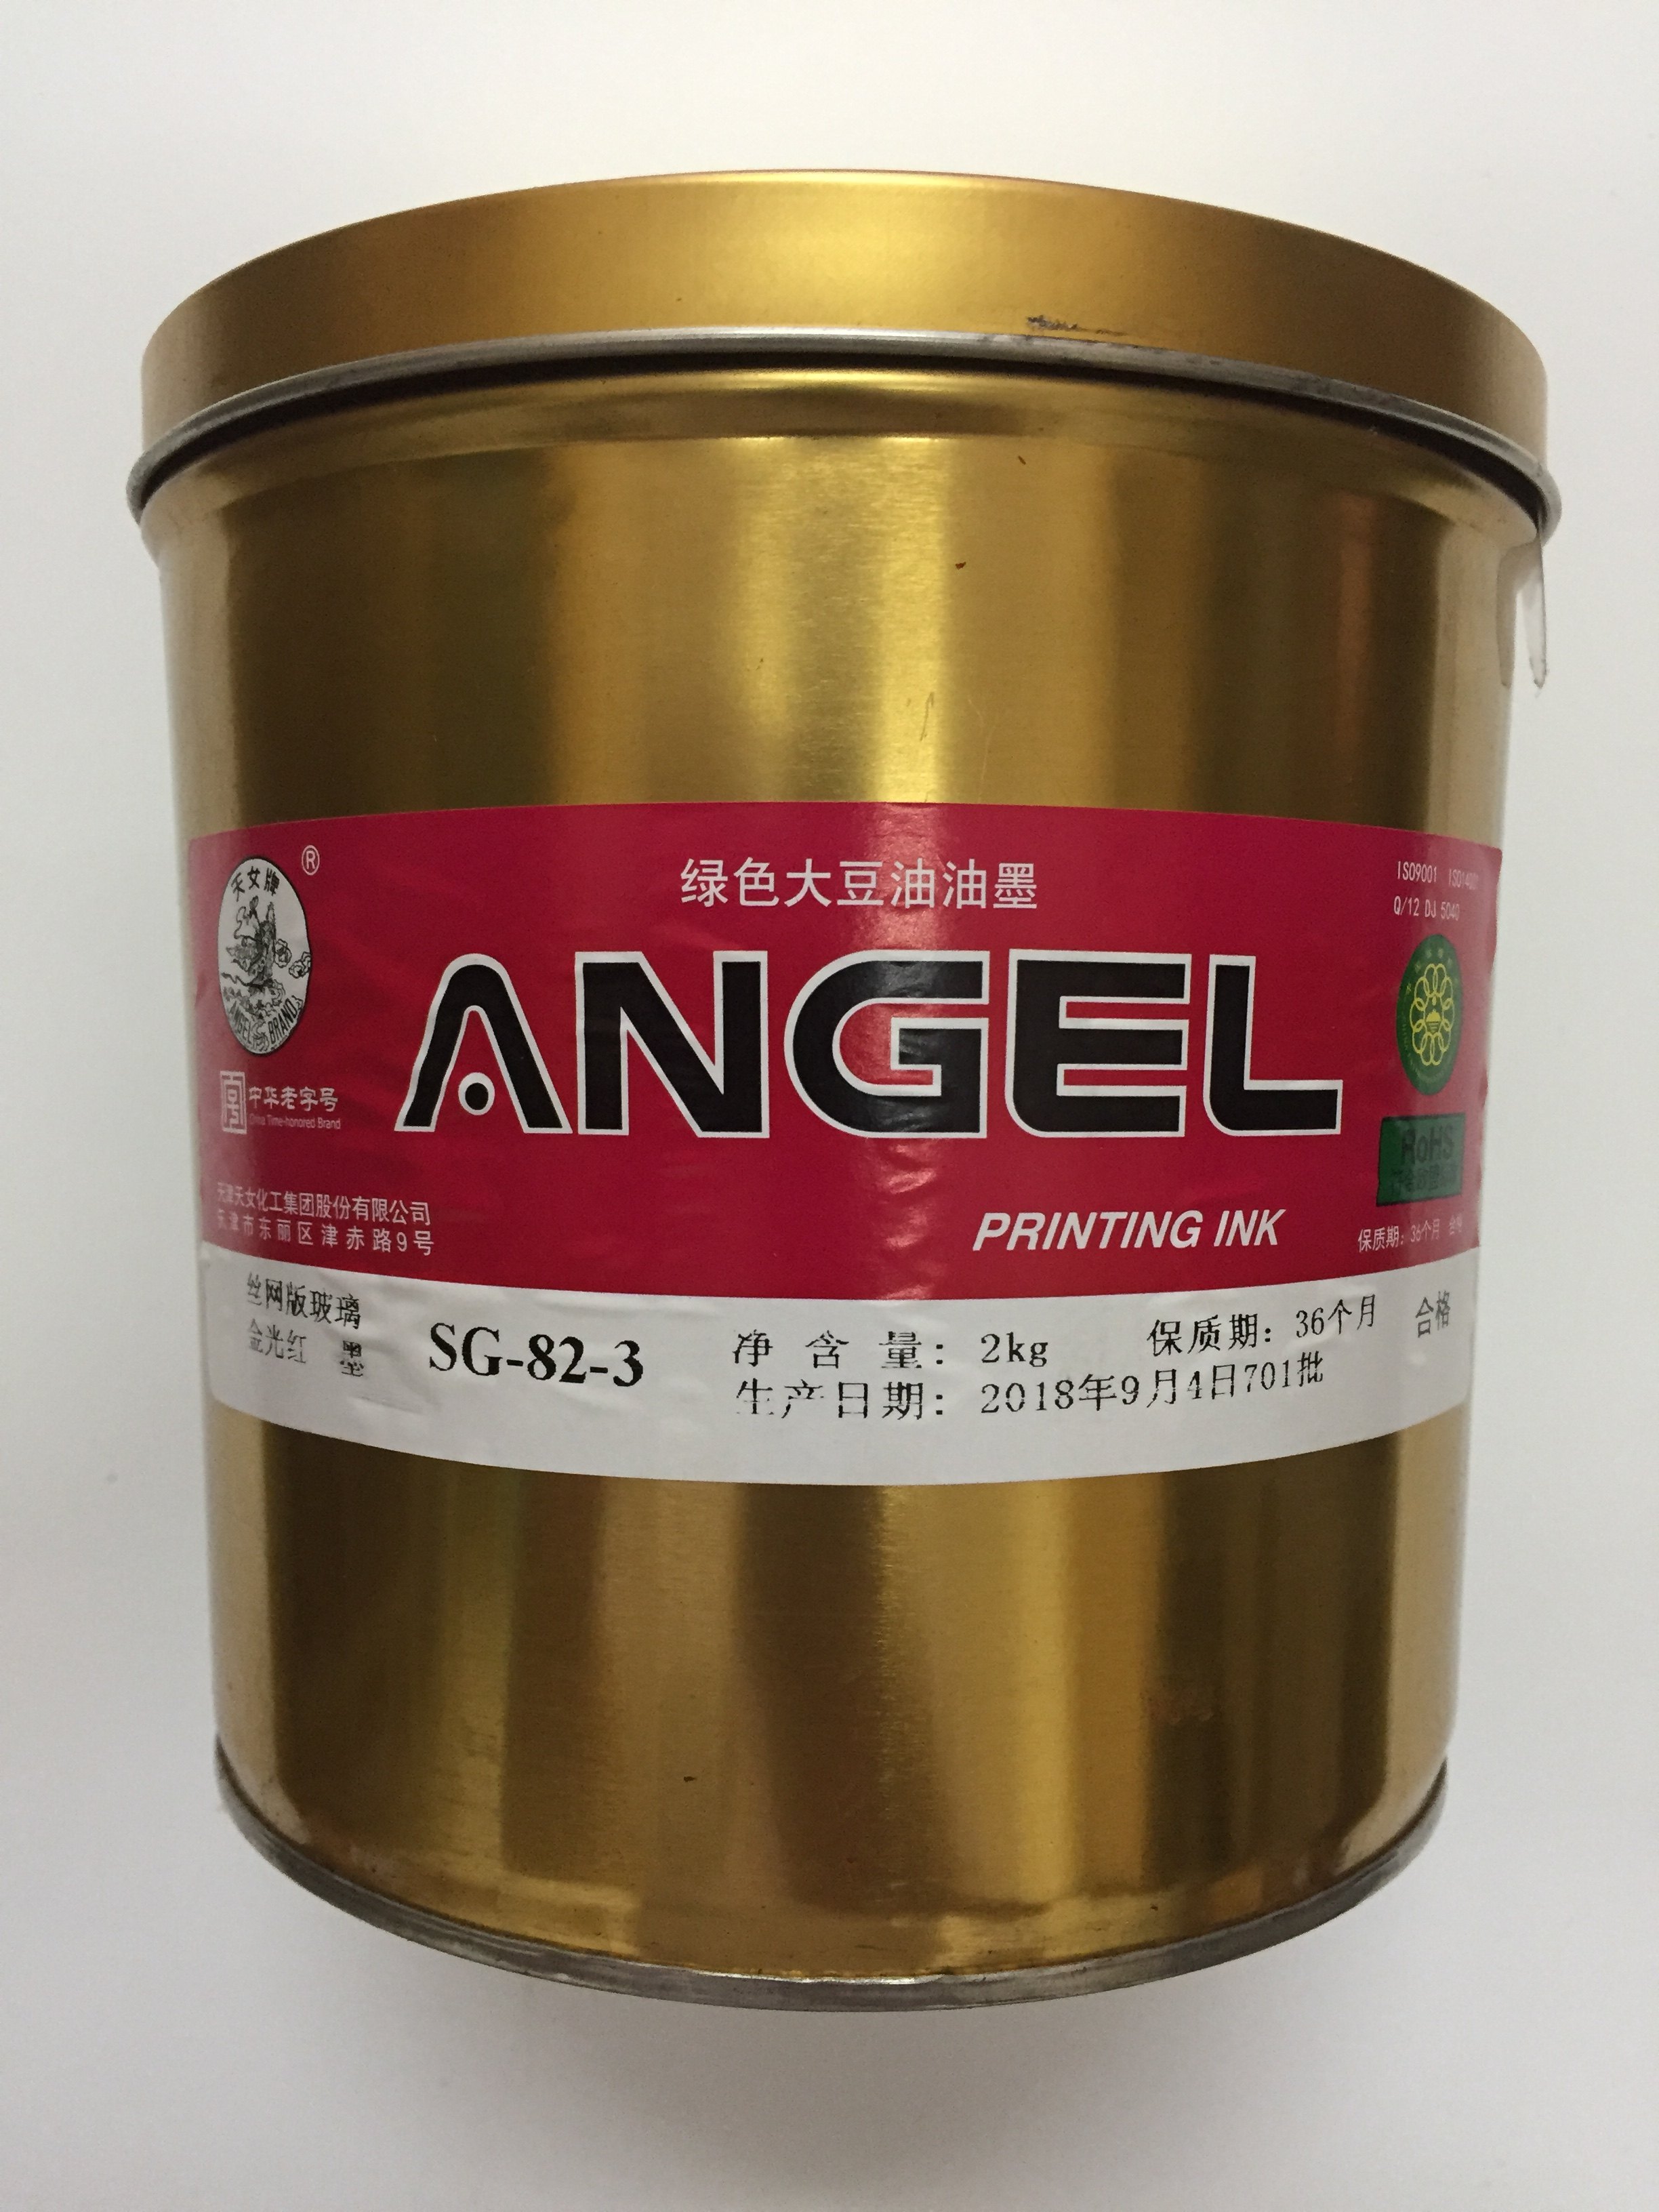 天女牌
ANGEL BRAND
®
中华老字号
China Time-honored Brand
绿色大豆油油墨
ANGEL
PRINTING INK
ISO9001 ISO14001
Q/12 DJ 5040
RoHS
保质期：36个月 合格
天津天女化工集团股份有限公司
天津市东丽区津赤路9号
丝网版玻璃
金光红 墨
SG-82-3
净含量：2kg 保质期：36个月 合格
生产日期：2018年9月4日701批